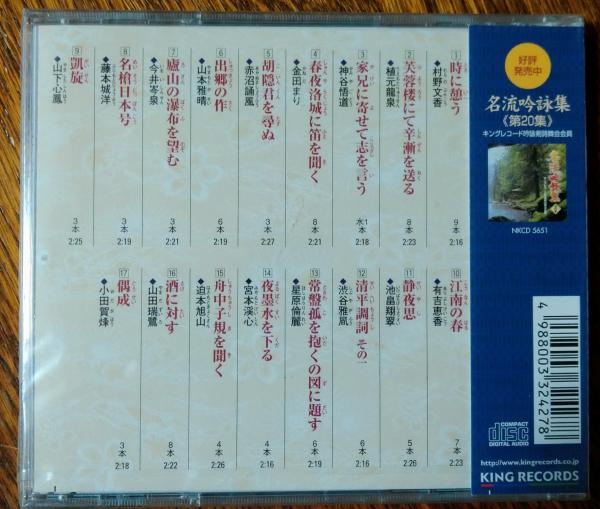 1 時に憩う
◆村野文香
9本
2:16
2 芙蓉楼にて辛漸を送る
◆植元龍泉
8本
2:23
3 家兄に寄せて志を言う
◆神谷悟道
水1本
2:18
4 春夜洛城に笛を聞く
◆金田まり
8本
2:21
5 胡隠君を尋ぬ
◆赤沼誦風
3本
2:27
6 出郷の作
◆山本雅晴
6本
2:19
7 廬山の瀑布を望む
◆今井岑泉
3本
2:21
8 名槍日本号
◆藤本城洋
3本
2:19
9 凱旋
◆山下心鳳
3本
2:25
10 江南の春
◆有吉恵香
7本
2:23
11 静夜思
◆池畠翔翠
5本
2:26
12 清平調詞 その一
◆渋谷雅風
6本
2:16
13 常盤孤を抱くの図に題す
◆星原倫麗
6本
2:19
14 夜墨水を下る
◆宮本溪心
4本
2:16
15 舟中子規を聞く
◆迫本旭山
4本
2:26
16 酒に対す
◆山田瑞鷺
8本
2:22
17 偶成
◆小田賀煄
3本
2:18
好評
発売中
名流吟詠集
《第20集》
キングレコード吟詠剣詩舞会会員
NKCD 5651
4 988003 324278
COMPACT
disc
DIGITAL AUDIO
http://www.kingrecords.co.jp
KING RECORDS